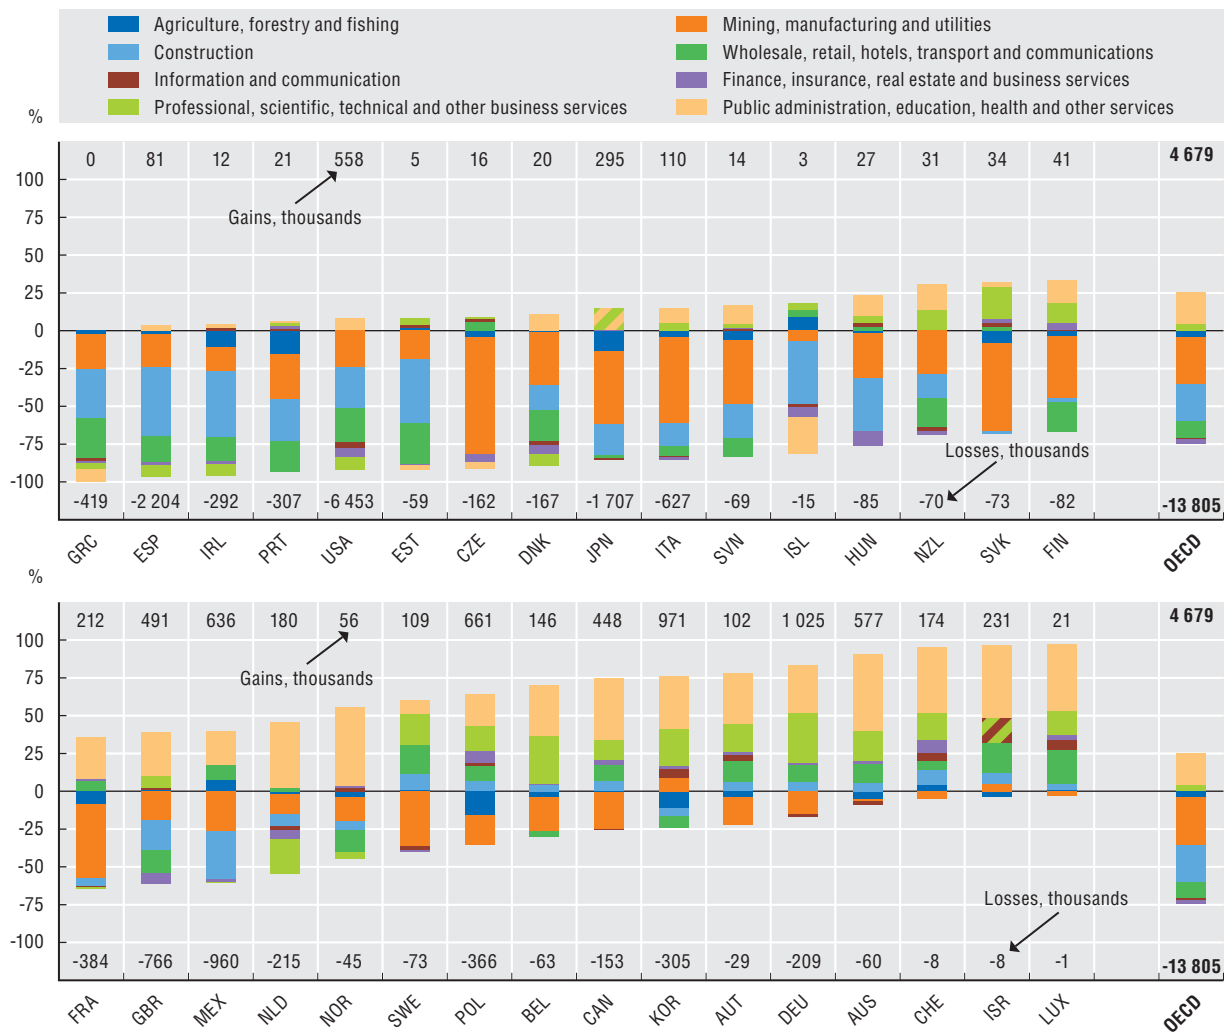 Agriculture, forestry and fishing
Mining, manufacturing and utilities
Construction
Wholesale, retail, hotels, transport and communications
Information and communication
Finance, insurance, real estate and business services
Professional, scientific, technical and other business services
Public administration, education, health and other services
%
0 81 12 21 558 5 16 20 295 110 14 3 27 31 34 41 4 679
100
75
50
25
0
-25
-50
-75
-100
Gains, thousands
Losses, thousands
-419 -2 204 -292 -307 -6 453 -59 -162 -167 -1 707 -627 -69 -15 -85 -70 -73 -82 -13 805
GRC ESP IRL PRT USA EST CZE DNK JPN ITA SVN ISL HUN NZL SVK FIN OECD
%
212 491 636 180 56 109 661 146 448 971 102 1 025 577 174 231 21 4 679
100
75
50
25
0
-25
-50
-75
-100
Gains, thousands
Losses, thousands
-384 -766 -960 -215 -45 -73 -366 -63 -153 -305 -29 -209 -60 -8 -8 -1 -13 805
FRA GBR MEX NLD NOR SWE POL BEL CAN KOR AUT DEU AUS CHE ISR LUX OECD